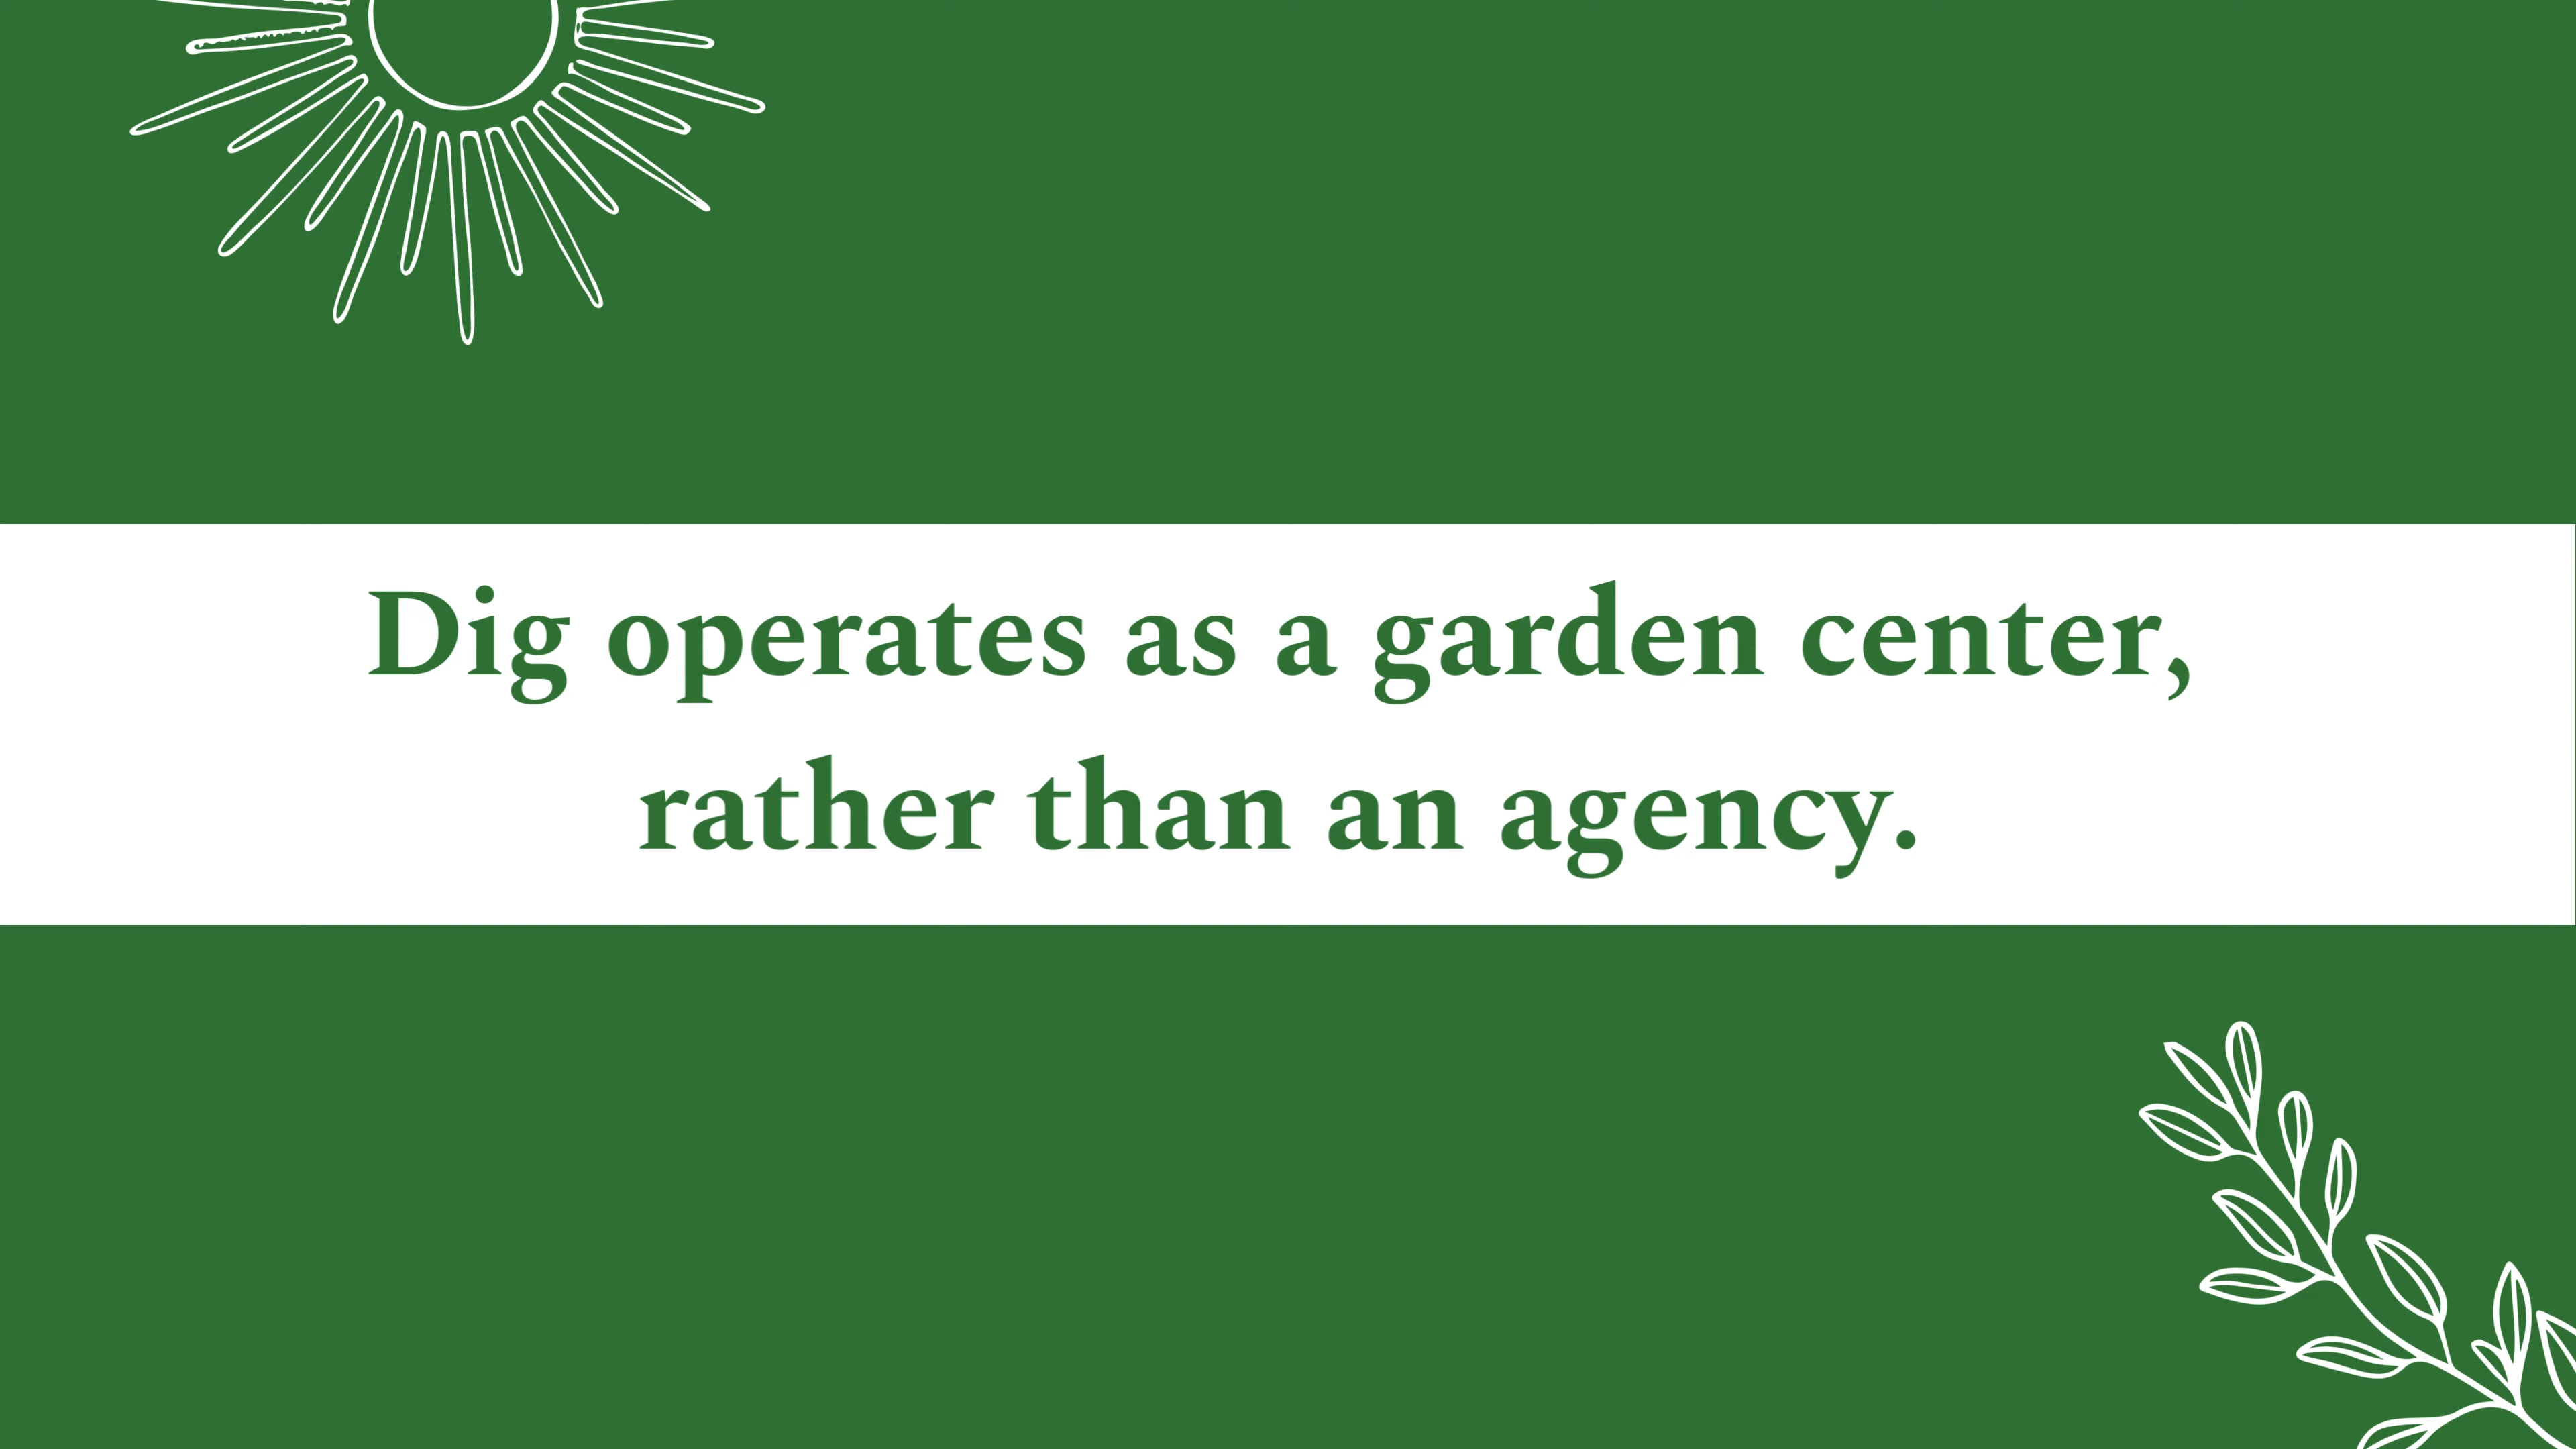 Dig operates as a garden center,
rather than an agency.